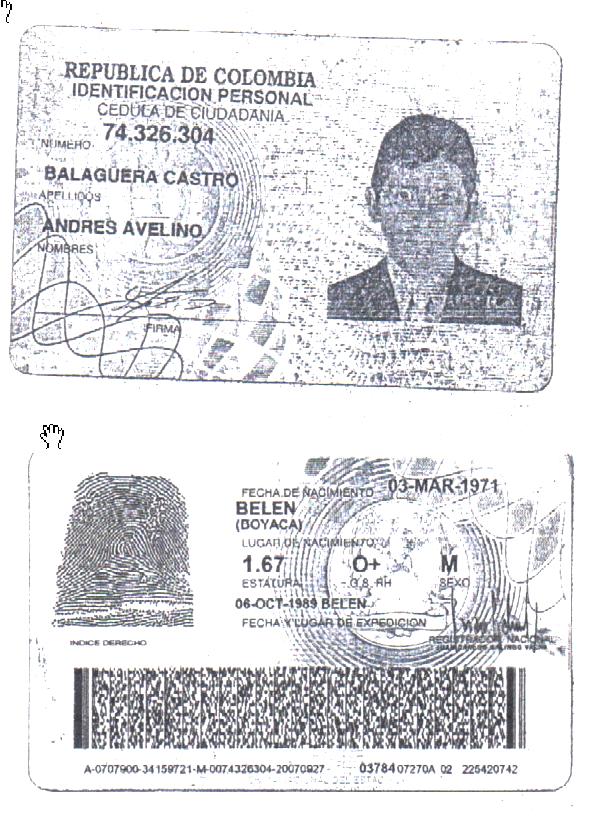 REPUBLICA DE COLOMBIA
IDENTIFICACION PERSONAL
CEDULA DE CIUDADANIA
74.326.304
NUMERO
BALAGUERA CASTRO
APELLIDOS
ANDRES AVELINO
NOMBRES
FIRMA
FECHA DE NACIMIENTO 03-MAR-1971
BELEN
(BOYACA)
LUGAR DE NACIMIENTO
1.67 O+ M
ESTATURA G.S. RH SEXO
06-OCT-1989 BELEN
FECHA Y LUGAR DE EXPEDICION
REGISTRADOR NACIONAL
INDICE DERECHO
A-0707900-34159721-M-0074326304-20070927 03784 07270A 02 225420742